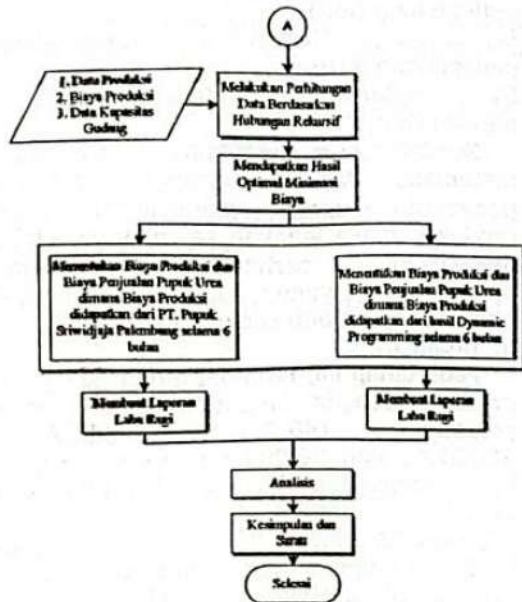 A
1. Data Produksi
2. Biaya Produksi
3. Data Kapasitas
Gudang
Melakukan Perhitungan
Data Berdasarkan
Hubungan Rekursif
Mendapatkan Hasil
Optimal Minimasi
Biaya
Menentukan Biaya Produksi dan
Biaya Penjualan Pupuk Urea
dimana Biaya Produksi
didapatkan dari PT. Pupuk
Sriwidjaja Palembang selama 6
bulan
Menentukan Biaya Produksi dan
Biaya Penjualan Pupuk Urea
dimana Biaya Produksi
didapatkan dari hasil Dynamic
Programming selama 6 bulan
Membuat Laporan
Laba Rugi
Membuat Laporan
Laba Rugi
Analisis
Kesimpulan dan
Saran
Selesai